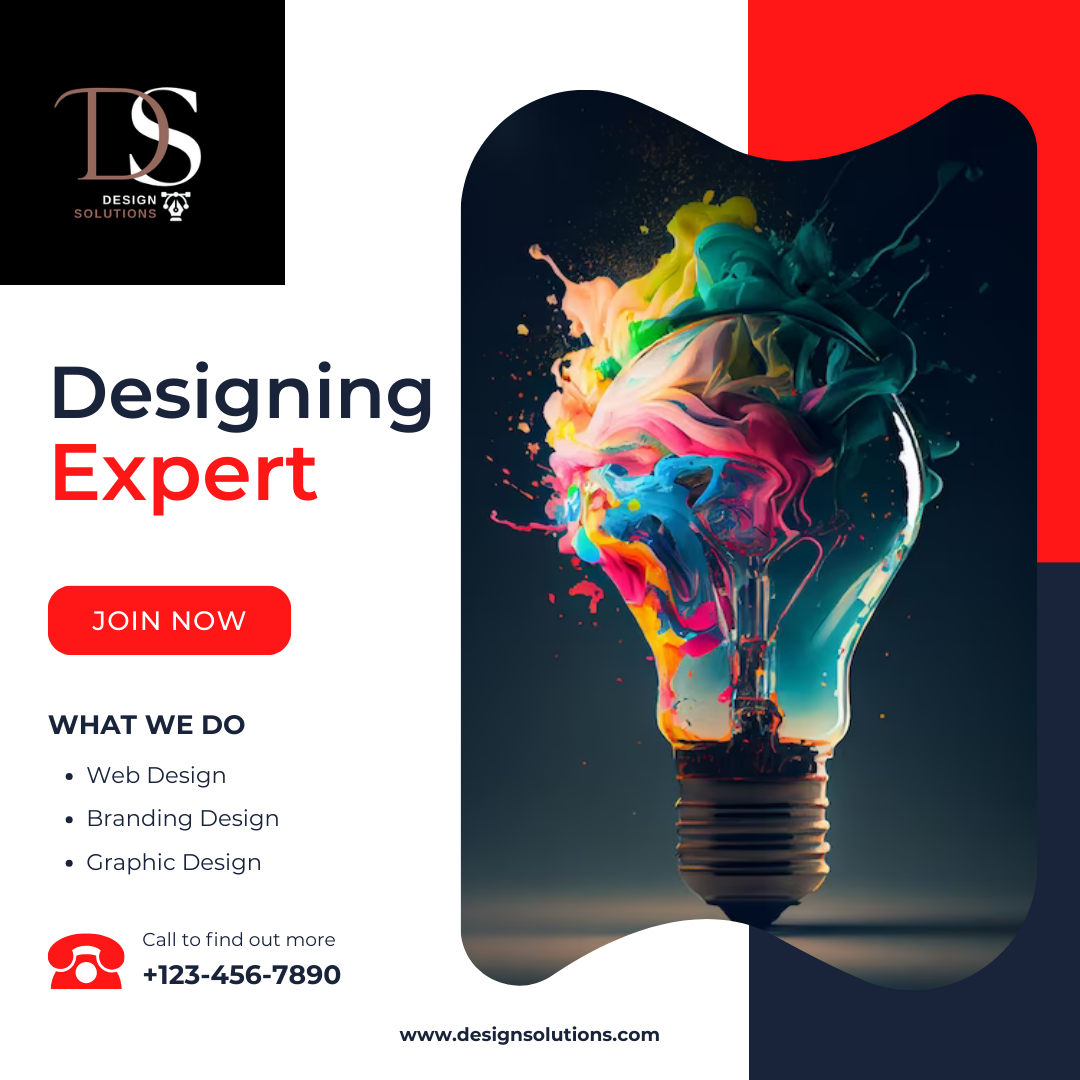 DS
DESIGN
SOLUTIONS
Designing
Expert
JOIN NOW
WHAT WE DO
• Web Design
• Branding Design
• Graphic Design
Call to find out more
+123-456-7890
www.designsolutions.com